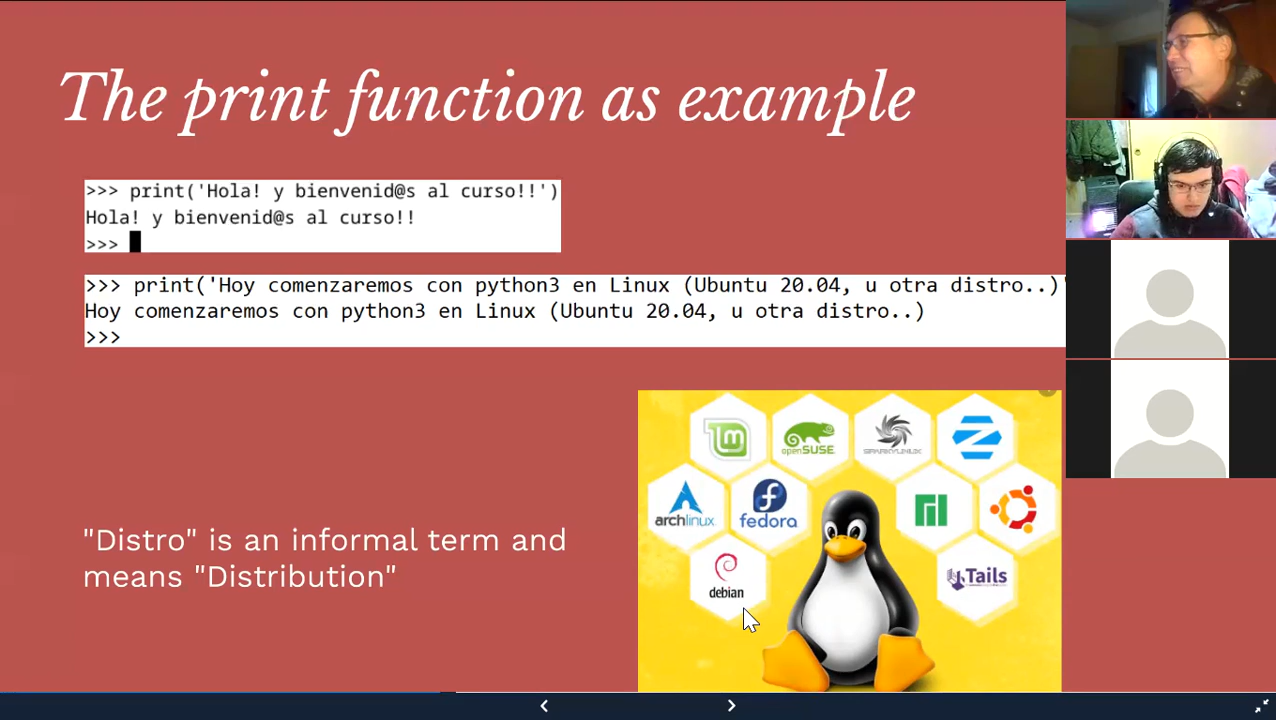 The print function as example
>>> print('Hola! y bienvenid@s al curso!!')
Hola! y bienvenid@s al curso!!
>>>
>>> print('Hoy comenzaremos con python3 en Linux (Ubuntu 20.04, u otra distro..)'
Hoy comenzaremos con python3 en Linux (Ubuntu 20.04, u otra distro..)
>>>
openSUSE
SPARKYLINUX
archlinux
fedora
debian
Tails
"Distro" is an informal term and
means "Distribution"